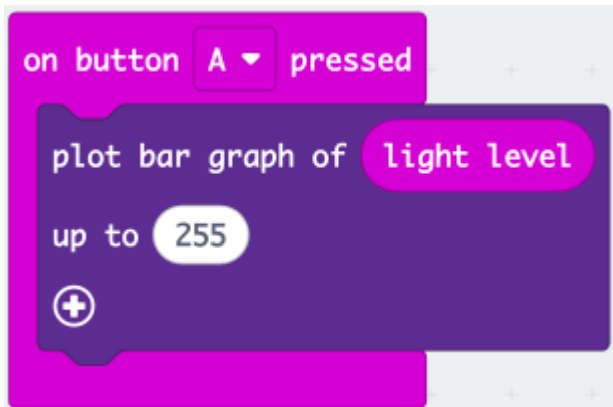 on button A pressed
plot bar graph of light level
up to 255